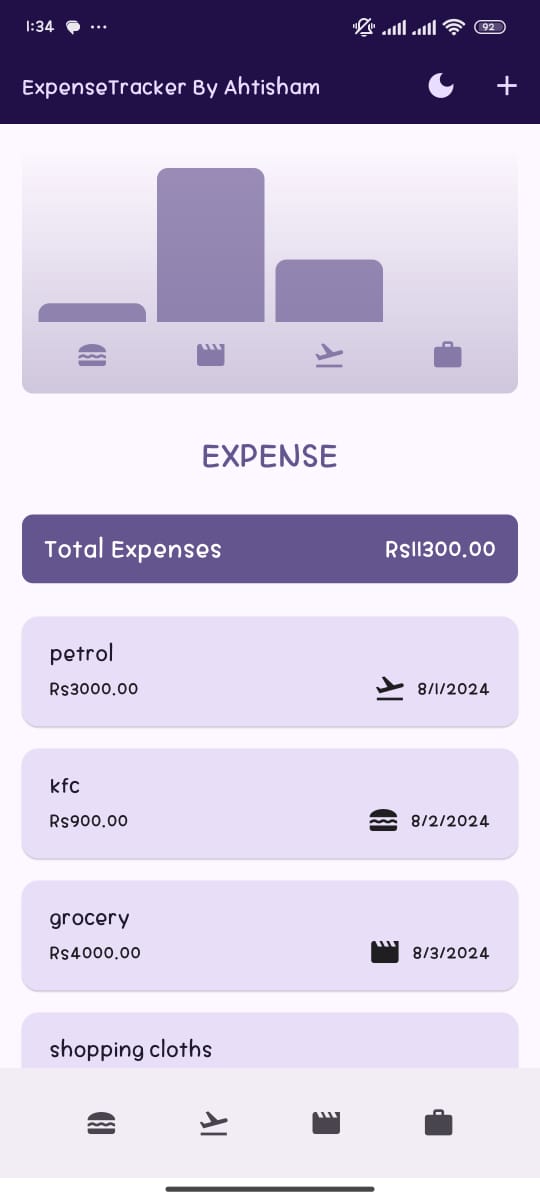 1:34
92
ExpenseTracker By Ahtisham
EXPENSE
Total Expenses Rs11300.00
petrol
Rs3000.00 8/1/2024
kfc
Rs900.00 8/2/2024
grocery
Rs4000.00 8/3/2024
shopping cloths